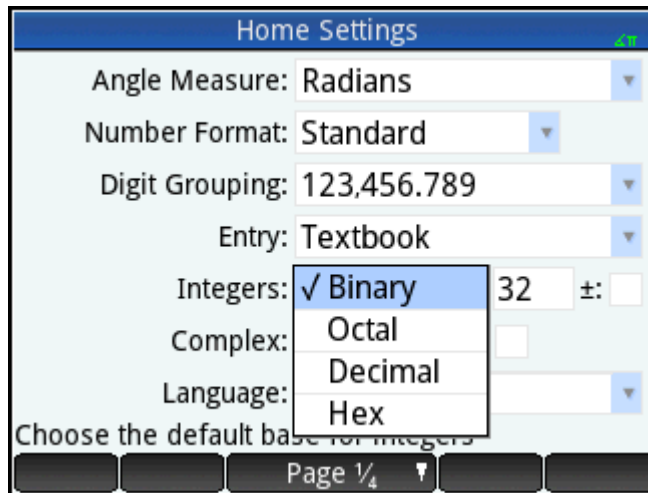 Home Settings
∡π
Angle Measure: Radians
Number Format: Standard
Digit Grouping: 123,456.789
Entry: Textbook
Integers: √ Binary 32 ±:
Octal
Complex:
Decimal
Language:
Hex
Choose the default base for integers
Page ¼